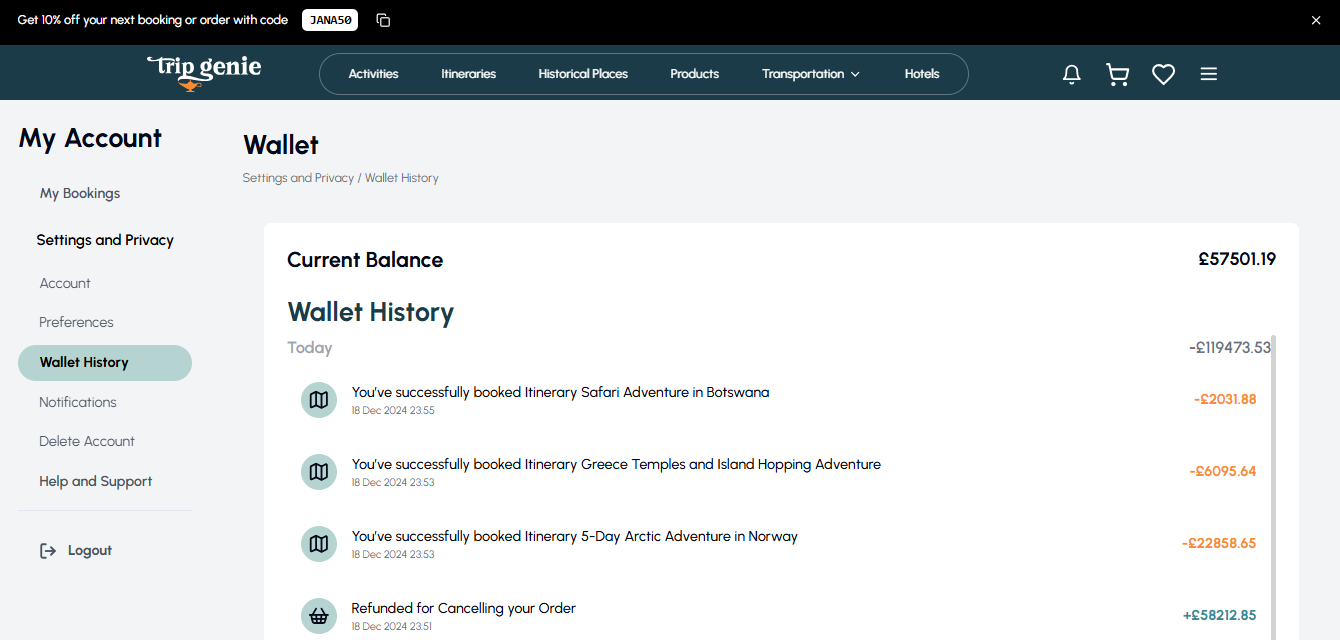 Get 10% off your next booking or order with code JANA50
trip genie
Activities Itineraries Historical Places Products Transportation Hotels
My Account
My Bookings
Settings and Privacy
Account
Preferences
Wallet History
Notifications
Delete Account
Help and Support
Logout
Wallet
Settings and Privacy / Wallet History
Current Balance £57501.19
Wallet History
Today -£119473.53
You’ve successfully booked Itinerary Safari Adventure in Botswana -£2031.88
18 Dec 2024 23:55
You’ve successfully booked Itinerary Greece Temples and Island Hopping Adventure -£6095.64
18 Dec 2024 23:53
You’ve successfully booked Itinerary 5-Day Arctic Adventure in Norway -£22858.65
18 Dec 2024 23:53
Refunded for Cancelling your Order +£58212.85
18 Dec 2024 23:51